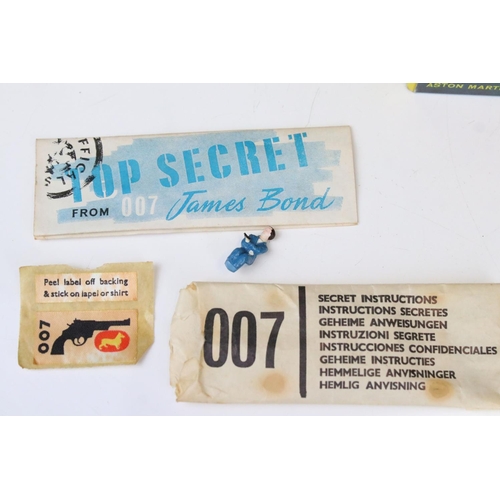 ASTON MART
TOP SECRET
FROM 007 James Bond
Peel label off backing
& stick on lapel or shirt
007
007
SECRET INSTRUCTIONS
INSTRUCTIONS SECRETES
GEHEIME ANWEISUNGEN
INSTRUZIONI SEGRETE
INSTRUCCIONES CONFIDENCIALES
GEHEIME INSTRUCTIES
HEMMELIGE ANVISNINGER
HEMLIG ANVISNING